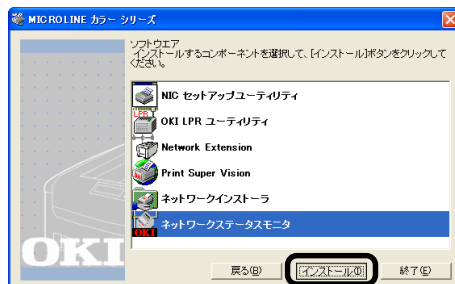 MICROLINE カラー シリーズ
ソフトウエア
インストールするコンポーネントを選択して、[インストール]ボタンをクリックして
ください。
NIC セットアップユーティリティ
OKI LPR ユーティリティ
Network Extension
Print Super Vision
ネットワークインストーラ
ネットワークステータスモニタ
OKI
戻る(B)
インストール(I)
終了(E)